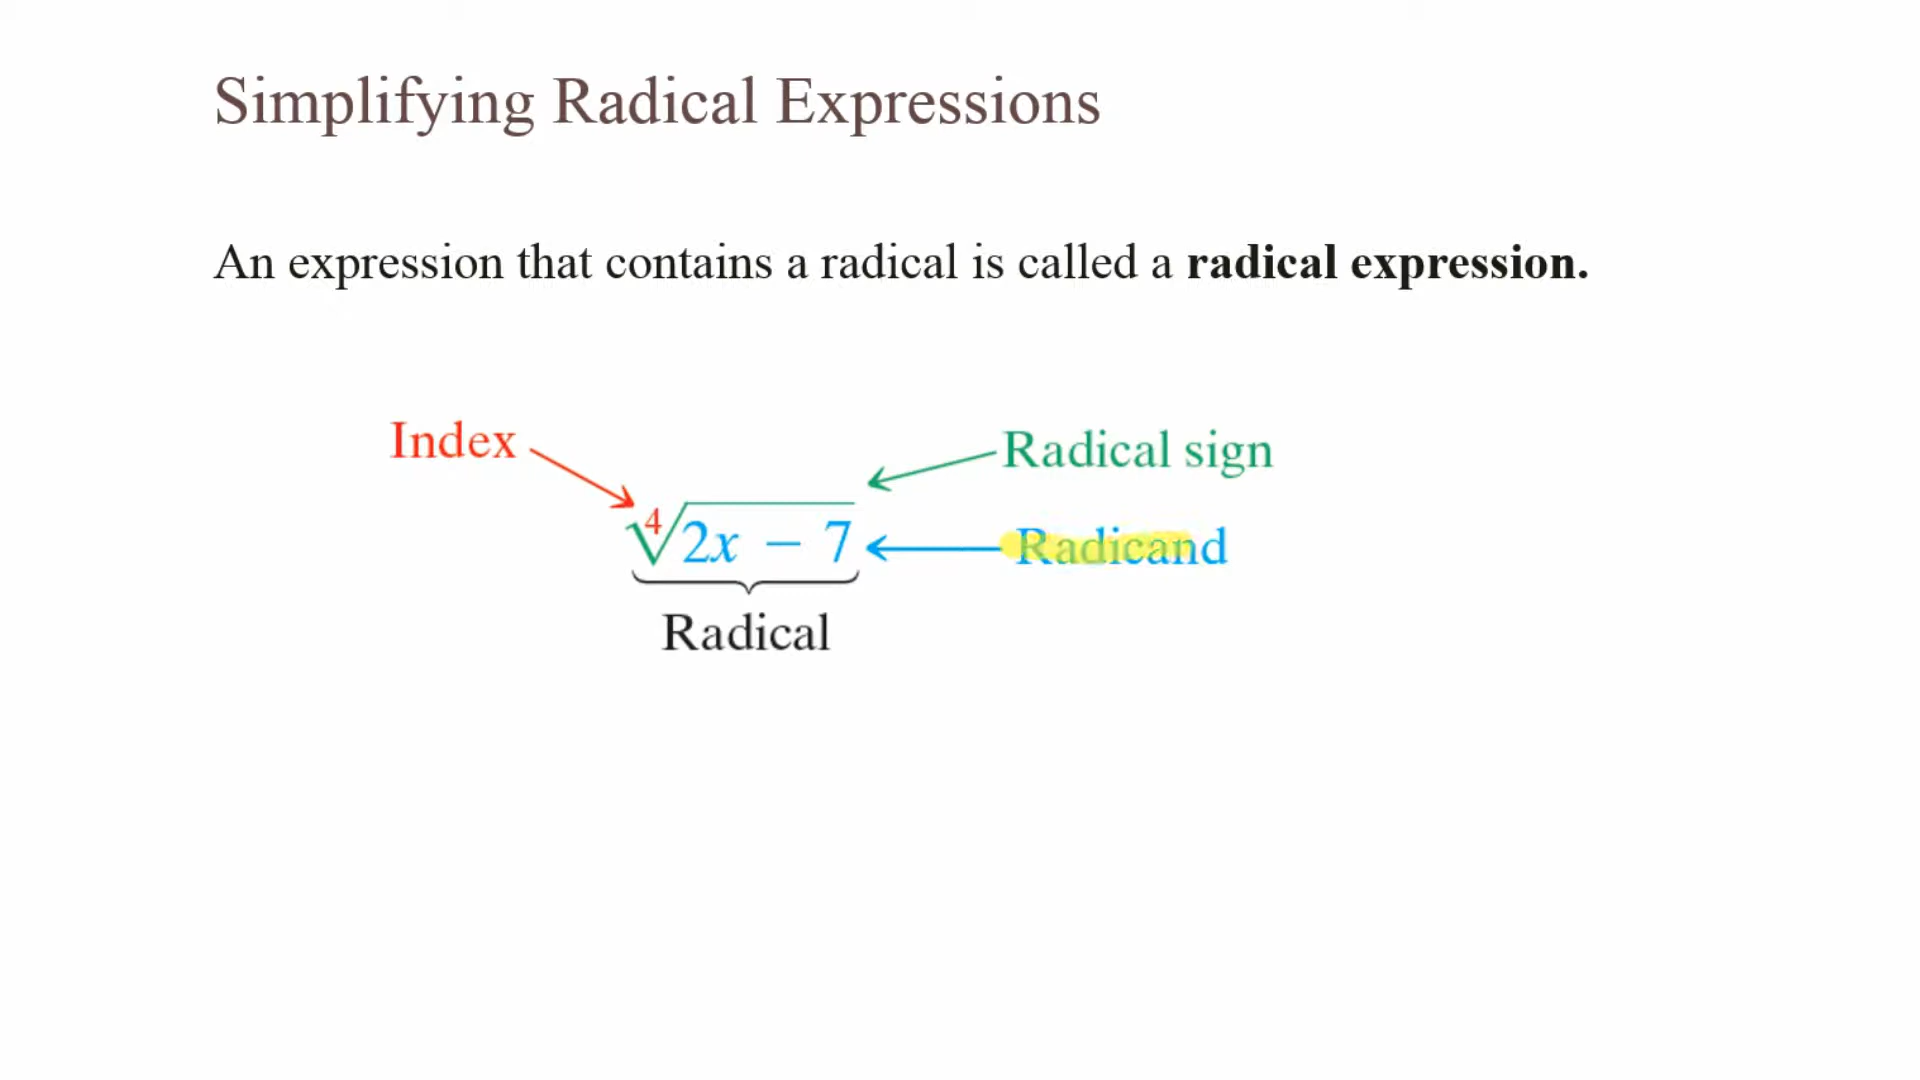 Simplifying Radical Expressions
An expression that contains a radical is called a radical expression.
Index
Radical sign
∜2x − 7
Radicand
Radical